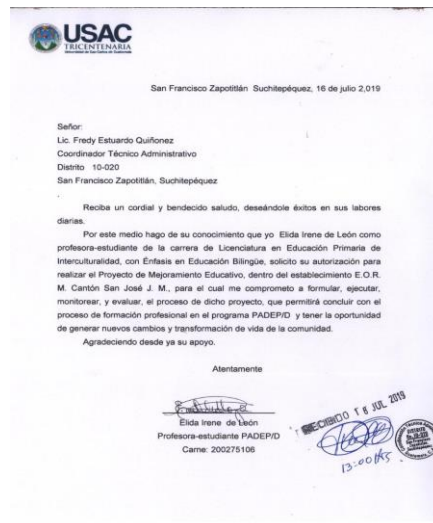 USAC
TRICENTENARIA
Universidad de San Carlos de Guatemala
San Francisco Zapotitlán Suchitepéquez, 16 de julio 2,019
Señor:
Lic. Fredy Estuardo Quiñonez
Coordinador Técnico Administrativo
Distrito 10-020
San Francisco Zapotitlán, Suchitepéquez
.
Reciba un cordial y bendecido saludo, deseándole éxitos en sus labores
diarias.
Por este medio hago de su conocimiento que yo Elida Irene de León como
profesora-estudiante de la carrera de Licenciatura en Educación Primaria de
Interculturalidad, con Énfasis en Educación Bilingüe, solicito su autorización para
realizar el Proyecto de Mejoramiento Educativo, dentro del establecimiento E.O.R.
M. Cantón San José J. M., para el cual me comprometo a formular, ejecutar,
monitorear, y evaluar, el proceso de dicho proyecto, que permitirá concluir con el
proceso de formación profesional en el programa PADEP/D y tener la oportunidad
de generar nuevos cambios y transformación de vida de la comunidad.
Agradeciendo desde ya su apoyo.
Atentamente
Elida Irene de León
Profesora-estudiante PADEP/D
Carne: 200275106
RECIBIDO 18 JUL 2019
13:00 Hrs